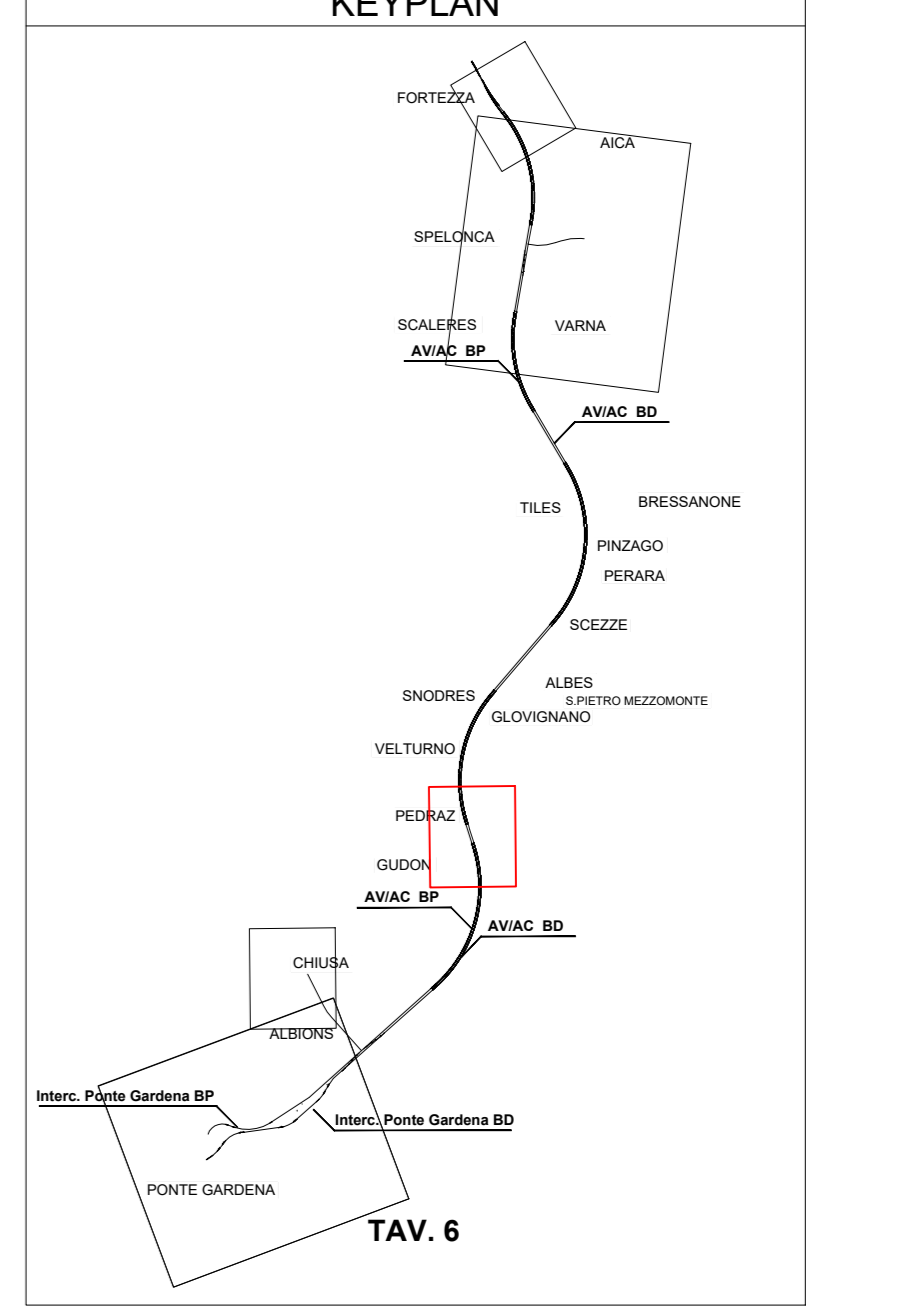 KEYPLAN
FORTEZZA
AICA
SPELONCA
SCALERES
VARNA
AV/AC BP
AV/AC BD
TILES
BRESSANONE
PINZAGO
PERARA
SCEZZE
ALBES
SNODRES
S.PIETRO MEZZOMONTE
GLOVIGNANO
VELTURNO
PEDRAZ
GUDON
AV/AC BP
AV/AC BD
CHIUSA
ALBIONS
Interc. Ponte Gardena BP
Interc. Ponte Gardena BD
PONTE GARDENA
TAV. 6